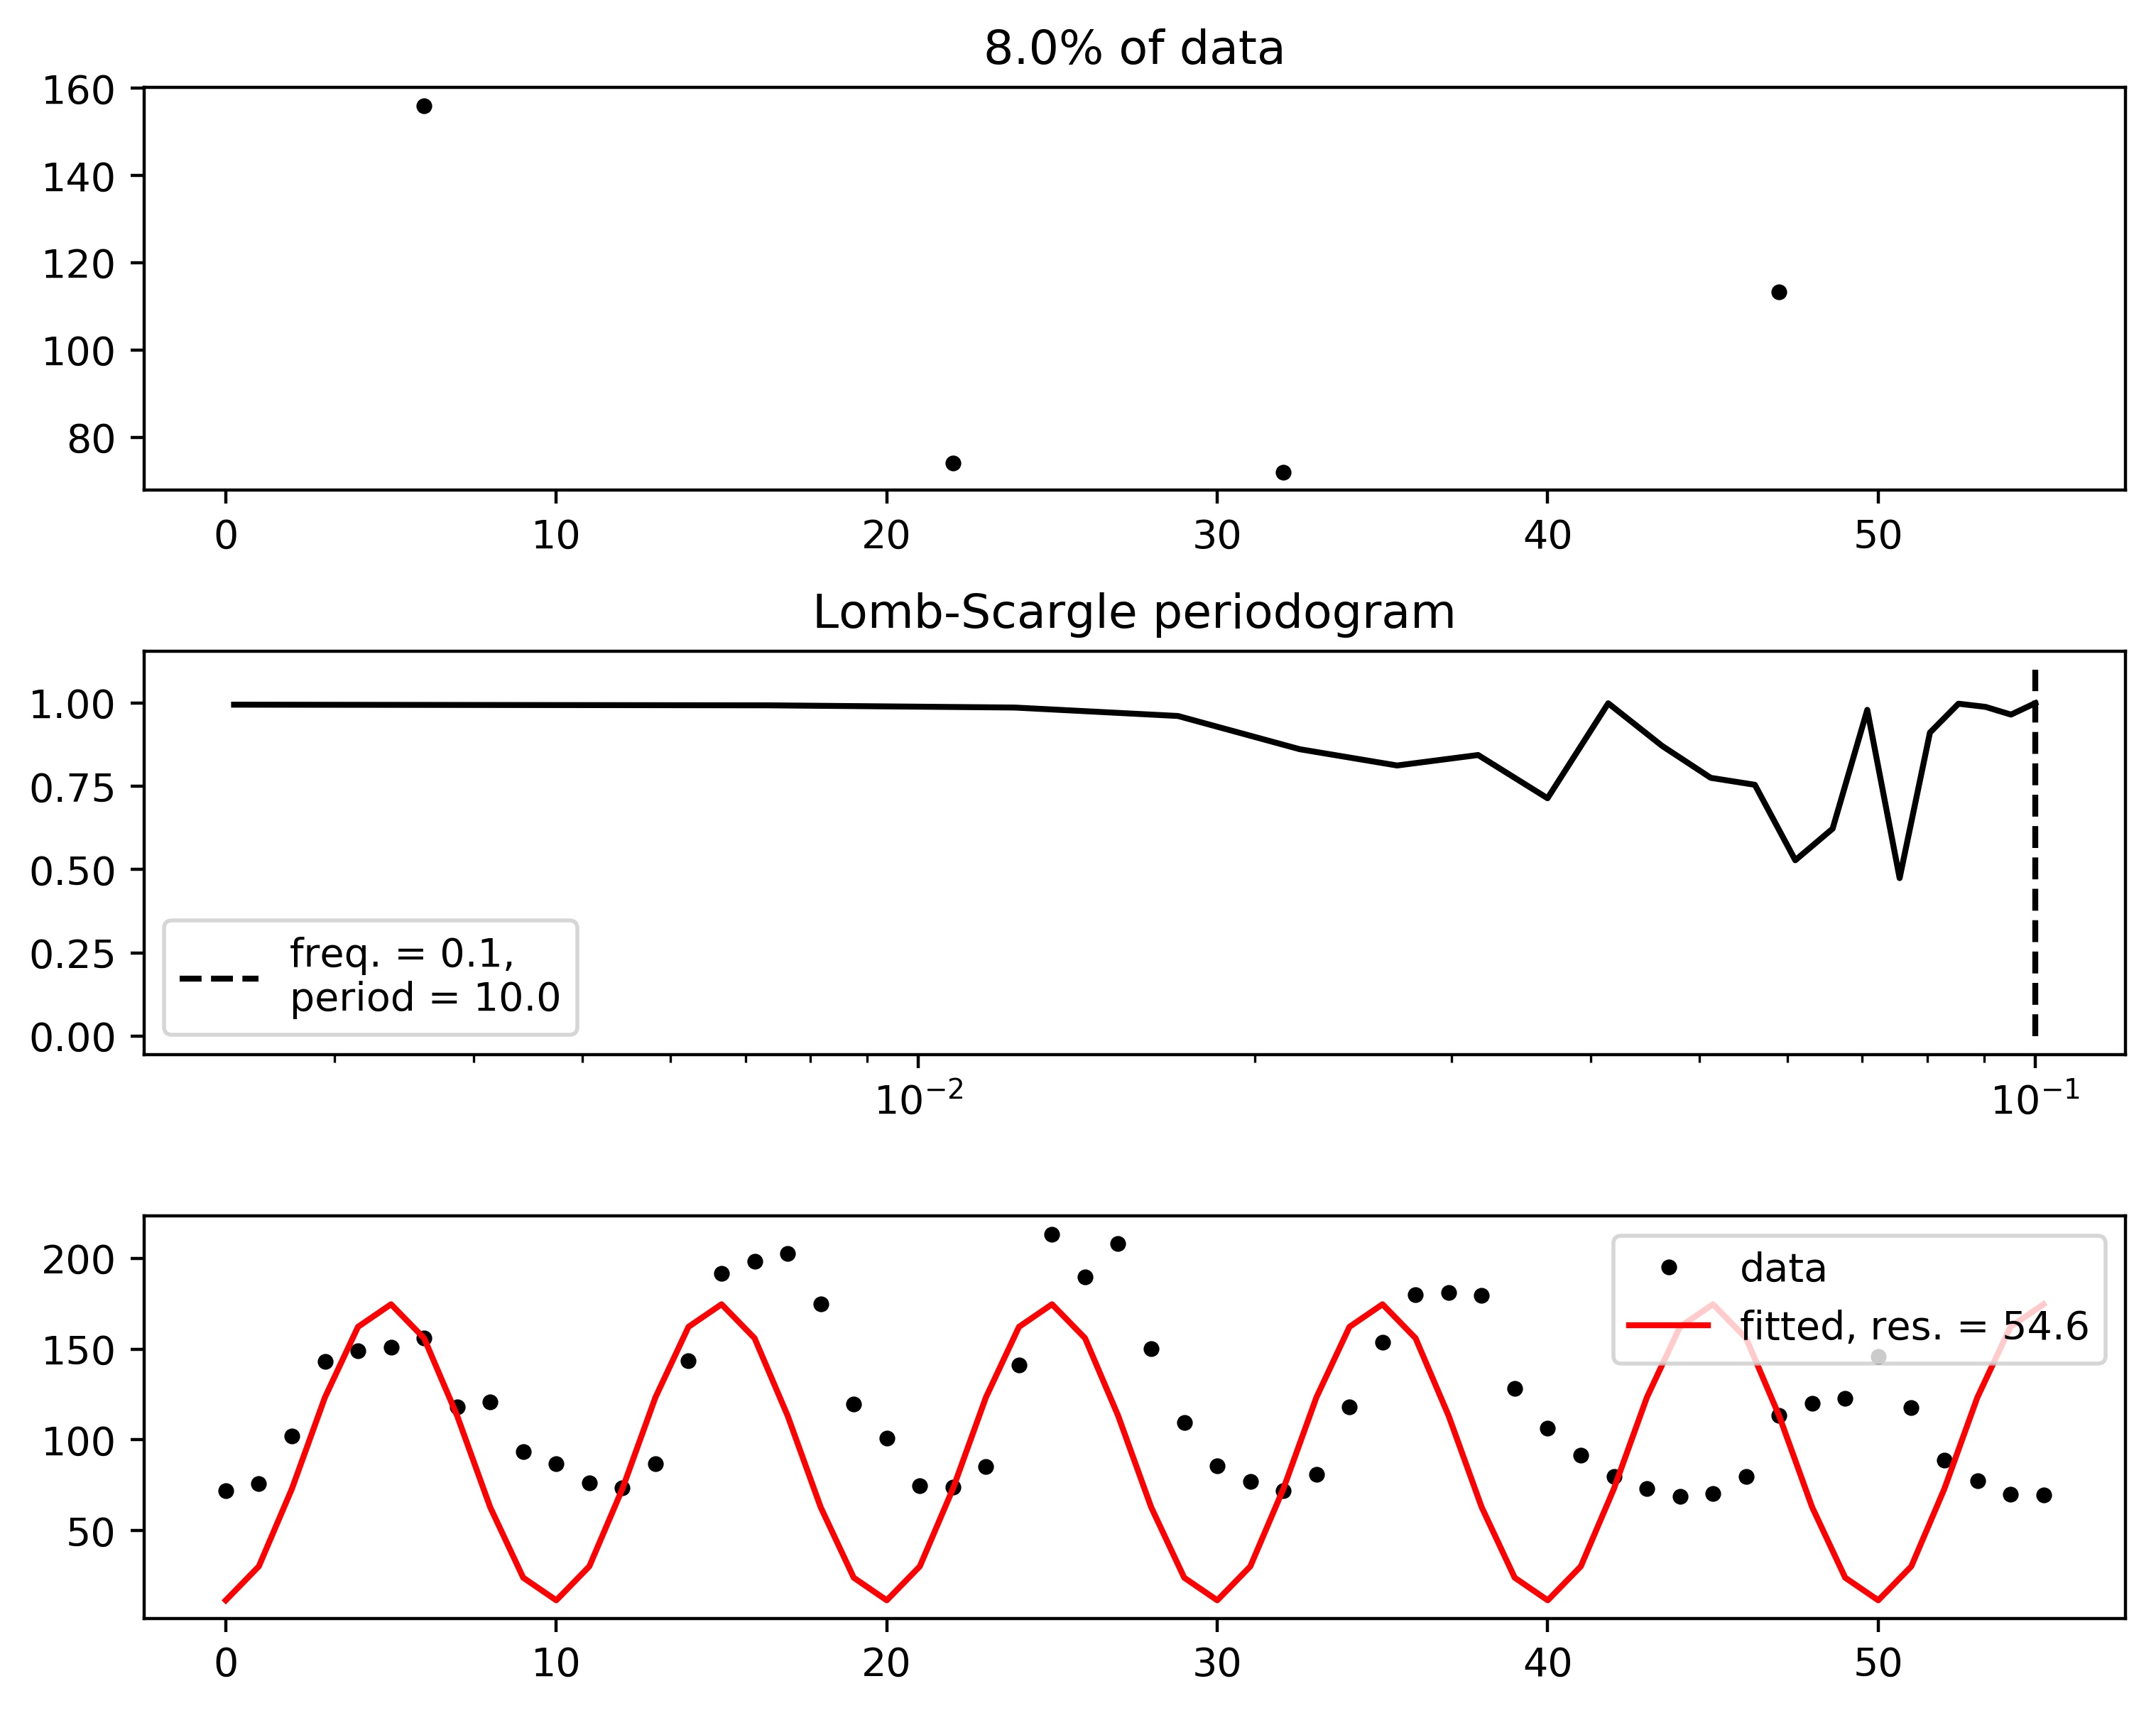 8.0% of data
160
140
120
100
80
0 10 20 30 40 50
Lomb-Scargle periodogram
1.00
0.75
0.50
0.25
0.00
freq. = 0.1,
period = 10.0
10⁻² 10⁻¹
200
150
100
50
data
fitted, res. = 54.6
0 10 20 30 40 50